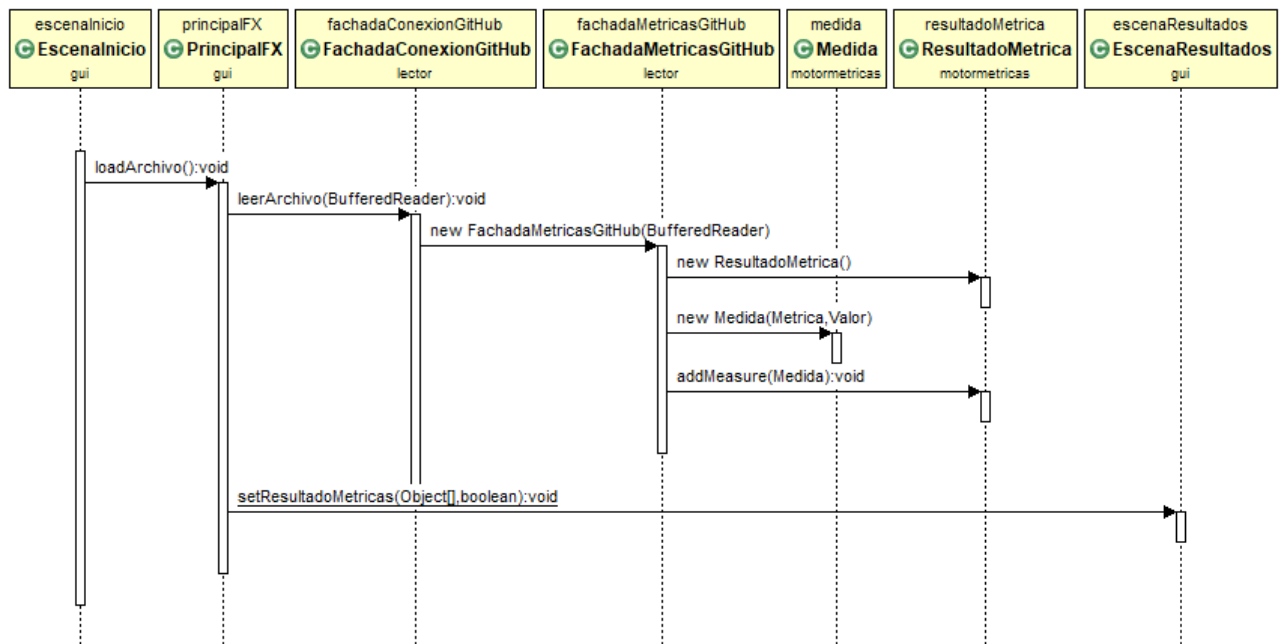 escenaInicio
EscenaInicio
gui
principalFX
PrincipalFX
gui
fachadaConexionGitHub
FachadaConexionGitHub
lector
fachadaMetricasGitHub
FachadaMetricasGitHub
lector
medida
Medida
motormetricas
resultadoMetrica
ResultadoMetrica
motormetricas
escenaResultados
EscenaResultados
gui
loadArchivo():void
leerArchivo(BufferedReader):void
new FachadaMetricasGitHub(BufferedReader)
new ResultadoMetrica()
new Medida(Metrica,Valor)
addMeasure(Medida):void
setResultadoMetricas(Object[],boolean):void